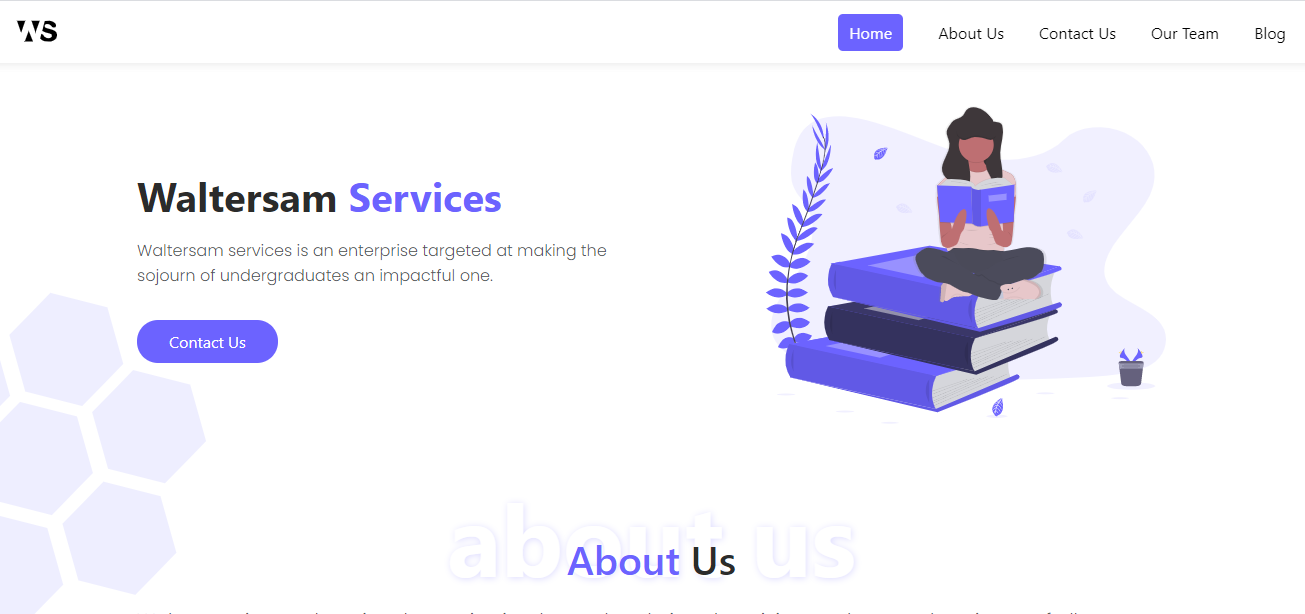 WS
Home About Us Contact Us Our Team Blog
Waltersam Services
Waltersam services is an enterprise targeted at making the
sojourn of undergraduates an impactful one.
Contact Us
about us
About Us